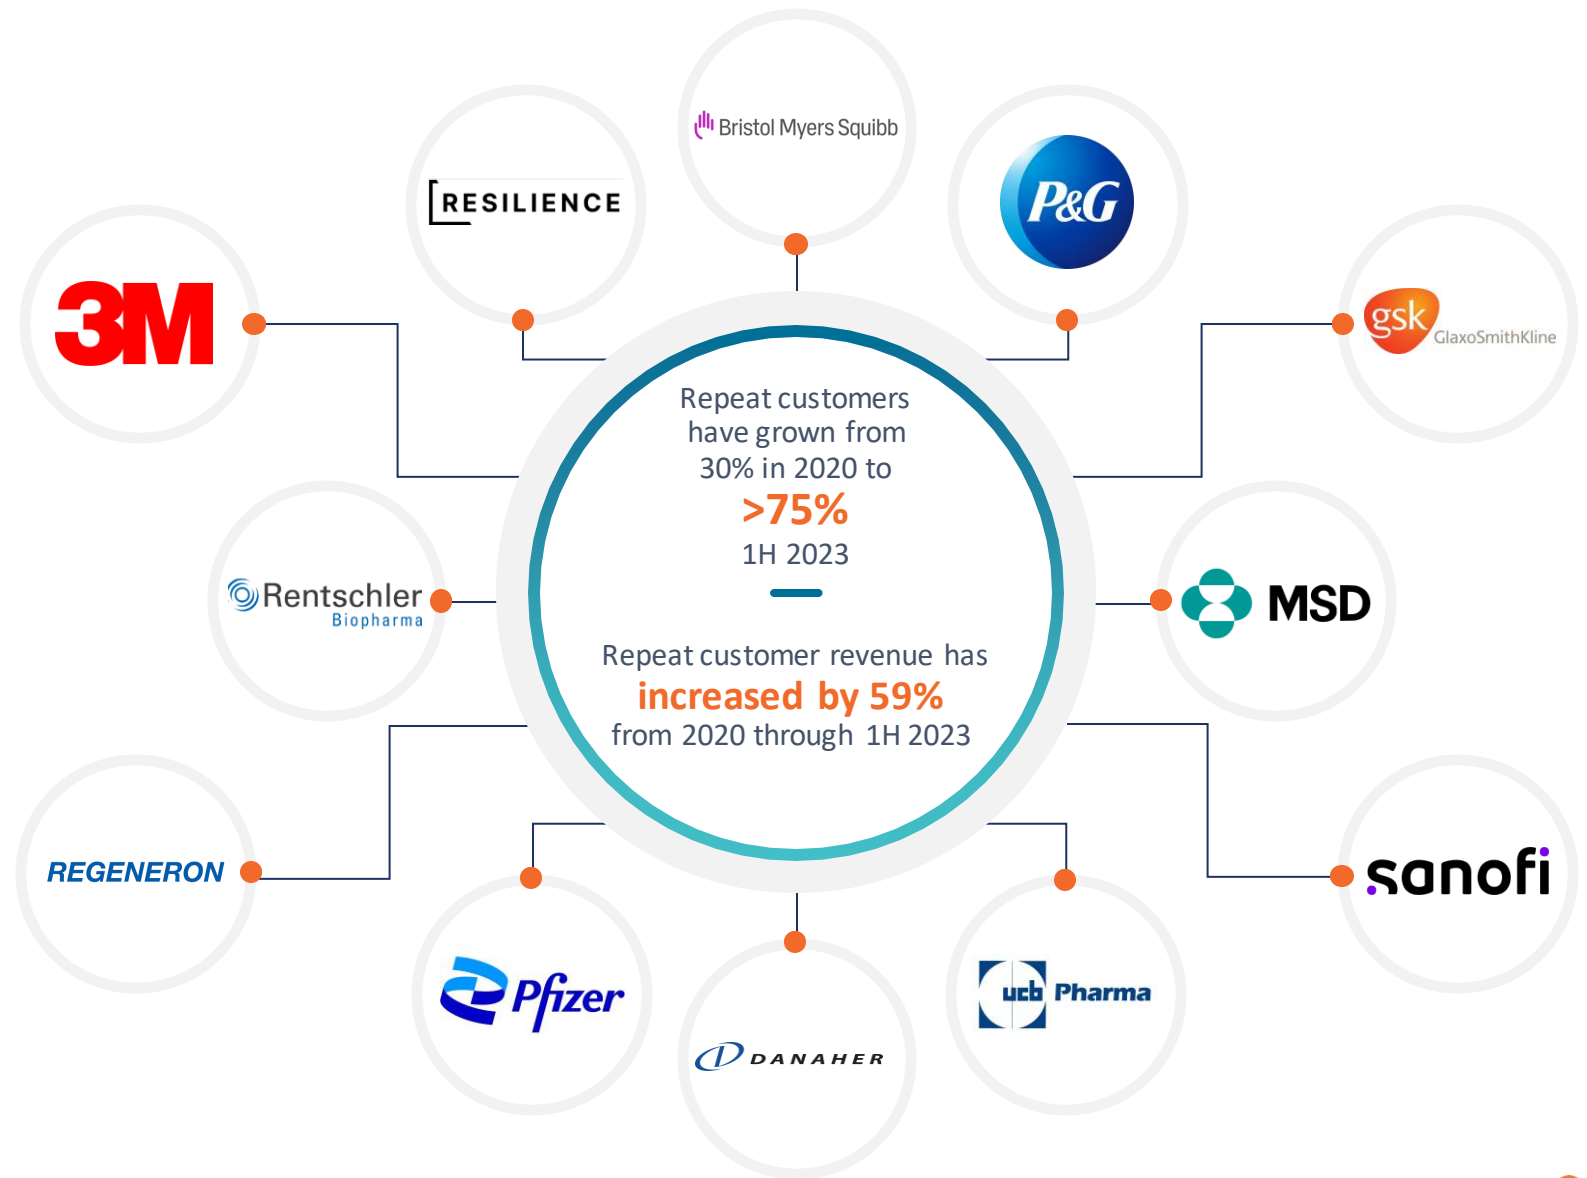 Bristol Myers Squibb
RESILIENCE
P&G
3M
gsk
GlaxoSmithKline
Repeat customers
have grown from
30% in 2020 to
>75%
1H 2023
Rentschler
Biopharma
MSD
Repeat customer revenue has
increased by 59%
from 2020 through 1H 2023
REGENERON
sanofi
Pfizer
ucb Pharma
DANAHER